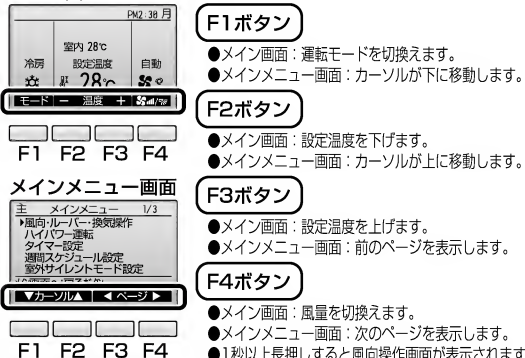 PM2:30 月
室内 28℃
冷房 設定温度 自動
28℃
モード − 温度 +
F1 F2 F3 F4
メインメニュー画面
主 メインメニュー 1/3
▶風向・ルーバー・換気操作
ハイパワー運転
タイマー設定
週間スケジュール設定
室外サイレントモード設定
▼カーソル▲ ◀ページ▶
F1 F2 F3 F4
F1ボタン
●メイン画面:運転モードを切換えます。
●メインメニュー画面:カーソルが下に移動します。
F2ボタン
●メイン画面:設定温度を下げます。
●メインメニュー画面:カーソルが上に移動します。
F3ボタン
●メイン画面:設定温度を上げます。
●メインメニュー画面:前のページを表示します。
F4ボタン
●メイン画面:風量を切換えます。
●メインメニュー画面:次のページを表示します。
●1秒以上長押しすると風向操作画面が表示されます